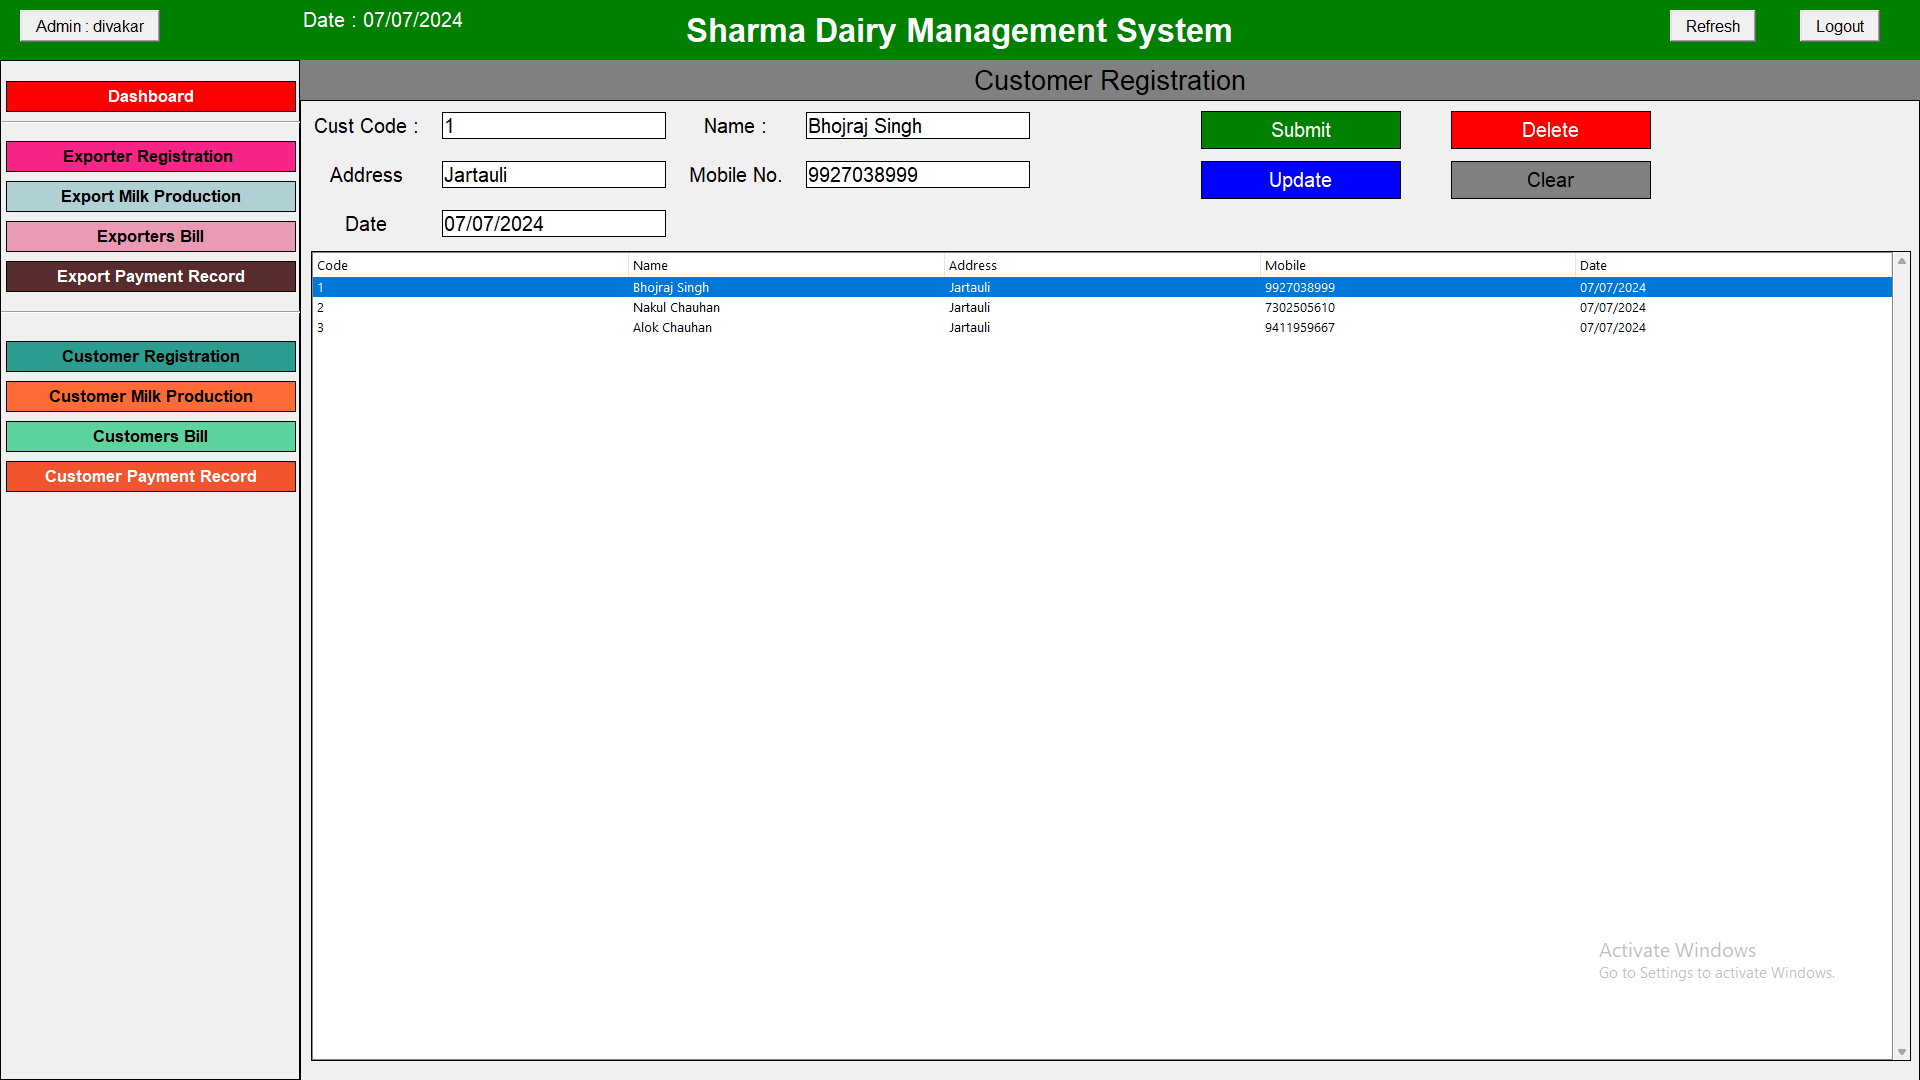 Admin : divakar
Date : 07/07/2024
Sharma Dairy Management System
Refresh
Logout
Dashboard
Exporter Registration
Export Milk Production
Exporters Bill
Export Payment Record
Customer Registration
Customer Milk Production
Customers Bill
Customer Payment Record
Customer Registration
Cust Code : 1 Name : Bhojraj Singh
Address Jartauli Mobile No. 9927038999
Date 07/07/2024
Submit Delete
Update Clear
Code Name Address Mobile Date
1 Bhojraj Singh Jartauli 9927038999 07/07/2024
2 Nakul Chauhan Jartauli 7302505610 07/07/2024
3 Alok Chauhan Jartauli 9411959667 07/07/2024
Activate Windows
Go to Settings to activate Windows.